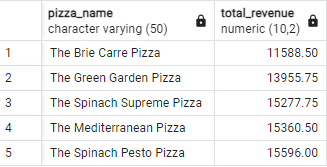 pizza_name total_revenue
character varying (50) numeric (10,2)
1 The Brie Carre Pizza 11588.50
2 The Green Garden Pizza 13955.75
3 The Spinach Supreme Pizza 15277.75
4 The Mediterranean Pizza 15360.50
5 The Spinach Pesto Pizza 15596.00